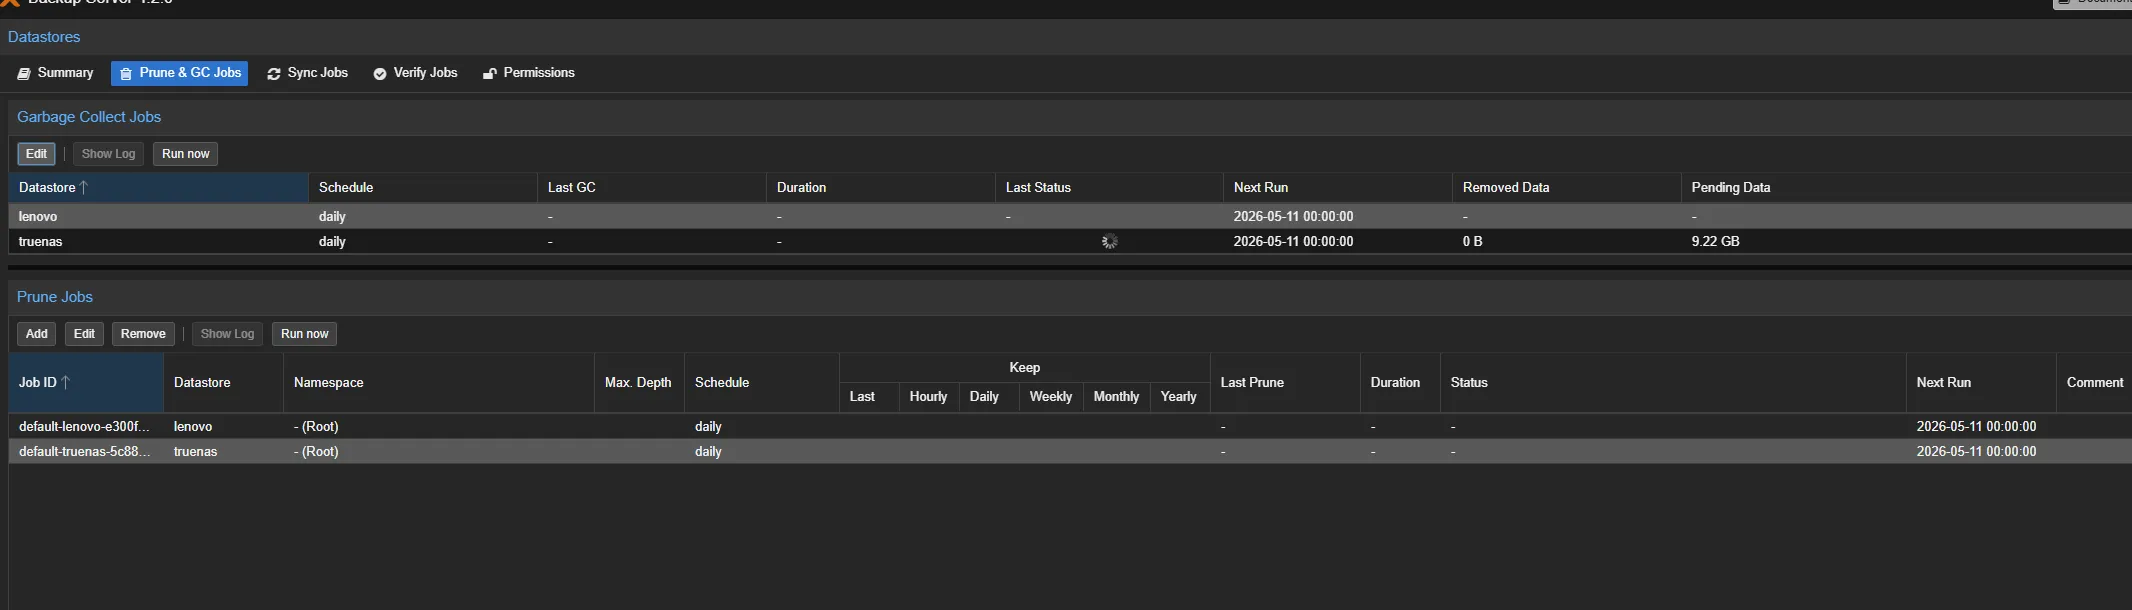 Backup Server 4.2.0
Datastores
Summary Prune & GC Jobs Sync Jobs Verify Jobs Permissions
Garbage Collect Jobs
Edit Show Log Run now
Datastore ↑ Schedule Last GC Duration Last Status Next Run Removed Data Pending Data
lenovo daily - - - 2026-05-11 00:00:00 - -
truenas daily - - 2026-05-11 00:00:00 0 B 9.22 GB
Prune Jobs
Add Edit Remove Show Log Run now
Keep
Job ID ↑ Datastore Namespace Max. Depth Schedule Last Hourly Daily Weekly Monthly Yearly Last Prune Duration Status Next Run Comment
default-lenovo-e300f... lenovo - (Root) daily - - - 2026-05-11 00:00:00
default-truenas-5c88... truenas - (Root) daily - - - 2026-05-11 00:00:00